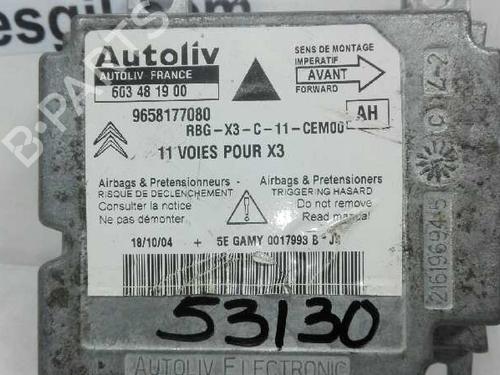 Autoliv
AUTOLIV FRANCE
603 48 19 00
SENS DE MONTAGE
IMPERATIF
AVANT
FORWARD
9658177080
RBG-X3-C-11-CEM00
AH
11 VOIES POUR X3
Airbags & Pretensionneurs -
RISQUE DE DECLENCHEMENT
Consulter la notice
Ne pas démonter
- Airbags & Pretensioners
TRIGGERING HASARD
Do not remove
Read manual
18/10/04 + 5E GAMY 0017993 B
53130
AUTOLIV ELECTRONIC
B-PARTS